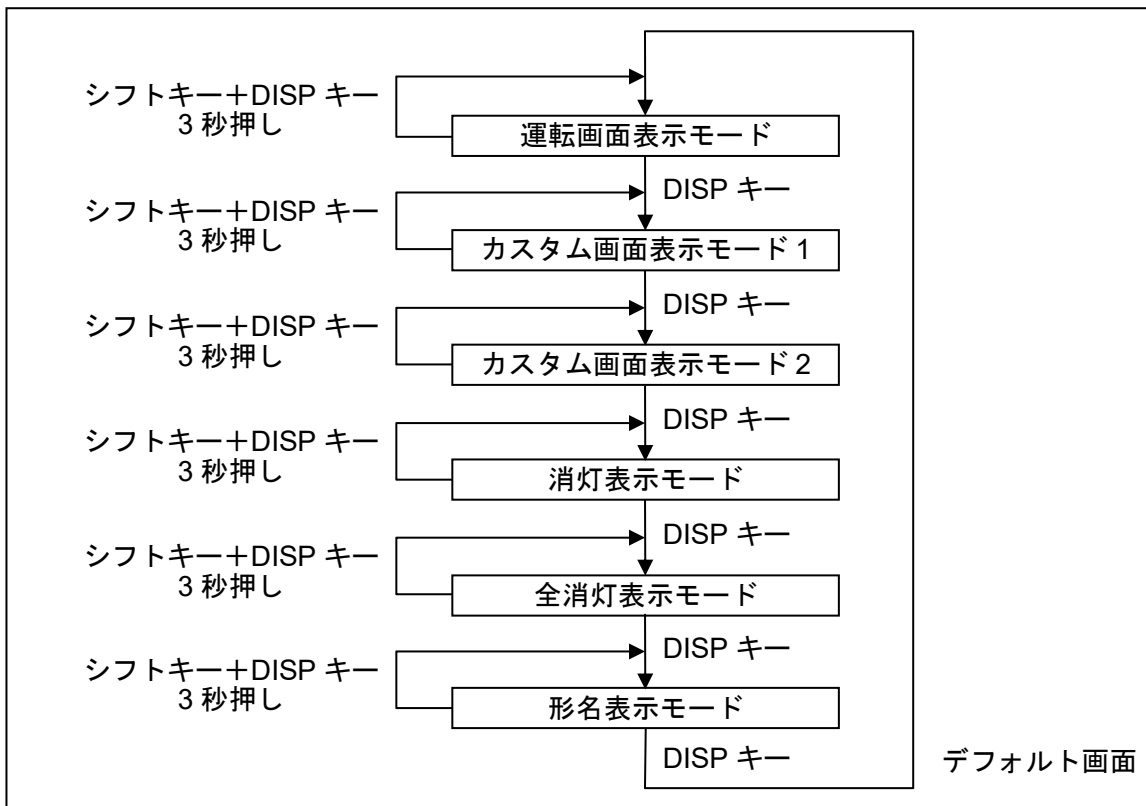 シフトキー＋DISP キー
3 秒押し
運転画面表示モード
DISP キー
シフトキー＋DISP キー
3 秒押し
カスタム画面表示モード 1
DISP キー
シフトキー＋DISP キー
3 秒押し
カスタム画面表示モード 2
DISP キー
シフトキー＋DISP キー
3 秒押し
消灯表示モード
DISP キー
シフトキー＋DISP キー
3 秒押し
全消灯表示モード
DISP キー
シフトキー＋DISP キー
3 秒押し
形名表示モード
DISP キー
デフォルト画面